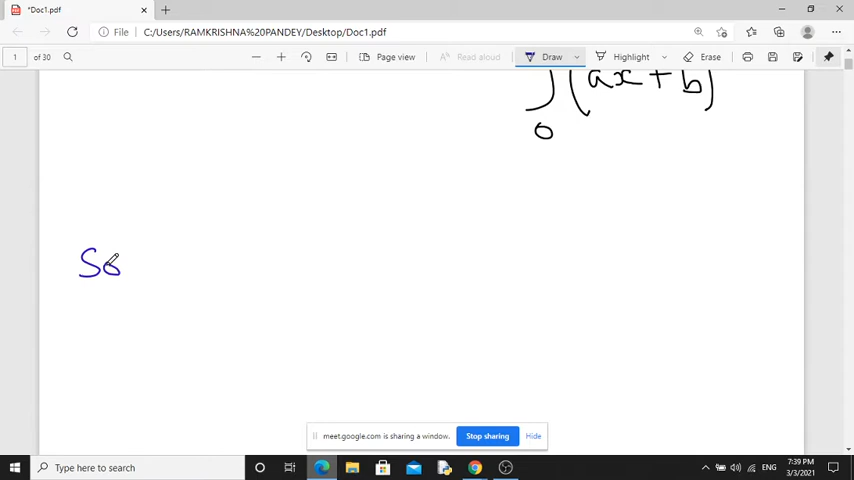 *Doc1.pdf
File C:/Users/RAMKRISHNA%20PANDEY/Desktop/Doc1.pdf
1 of 30 Page view Read aloud Draw Highlight Erase
∫ (ax + b)
0
So
meet.google.com is sharing a window. Stop sharing Hide
Type here to search
ENG
7:39 PM
3/3/2021